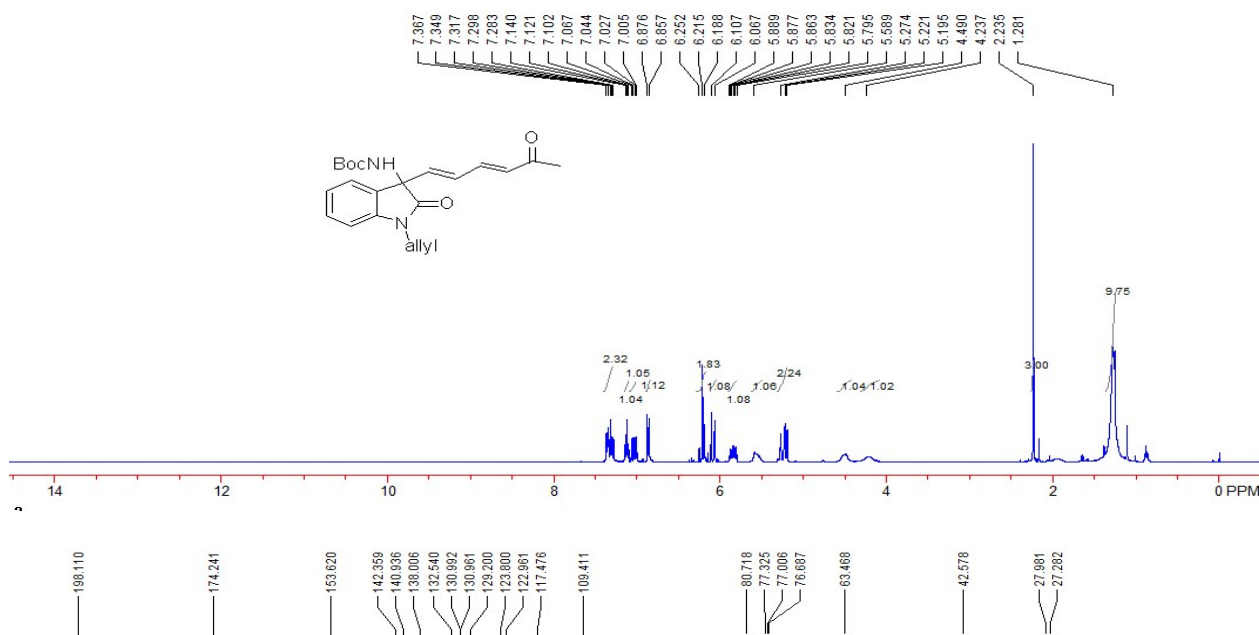 7.367 7.349 7.317 7.298 7.283 7.140 7.121 7.102 7.067 7.044 7.027 7.005 6.876 6.857 6.252 6.215 6.188 6.107 6.067 5.889 5.877 5.863 5.834 5.821 5.795 5.589 5.274 5.221 5.195 4.490 4.237 2.235 1.281
O
BocNH
O
N
allyl
2.32 1.05 1.12 1.83 1.08 1.06 2.24 1.04 1.02 3.00 9.75
1.04 1.08
14 12 10 8 6 4 2 0 PPM
198.110 174.241 153.620 142.359 140.936 138.006 132.540 130.992 130.961 129.200 123.800 122.961 117.476 109.411 80.718 77.325 77.006 76.687 63.468 42.578 27.981 27.282